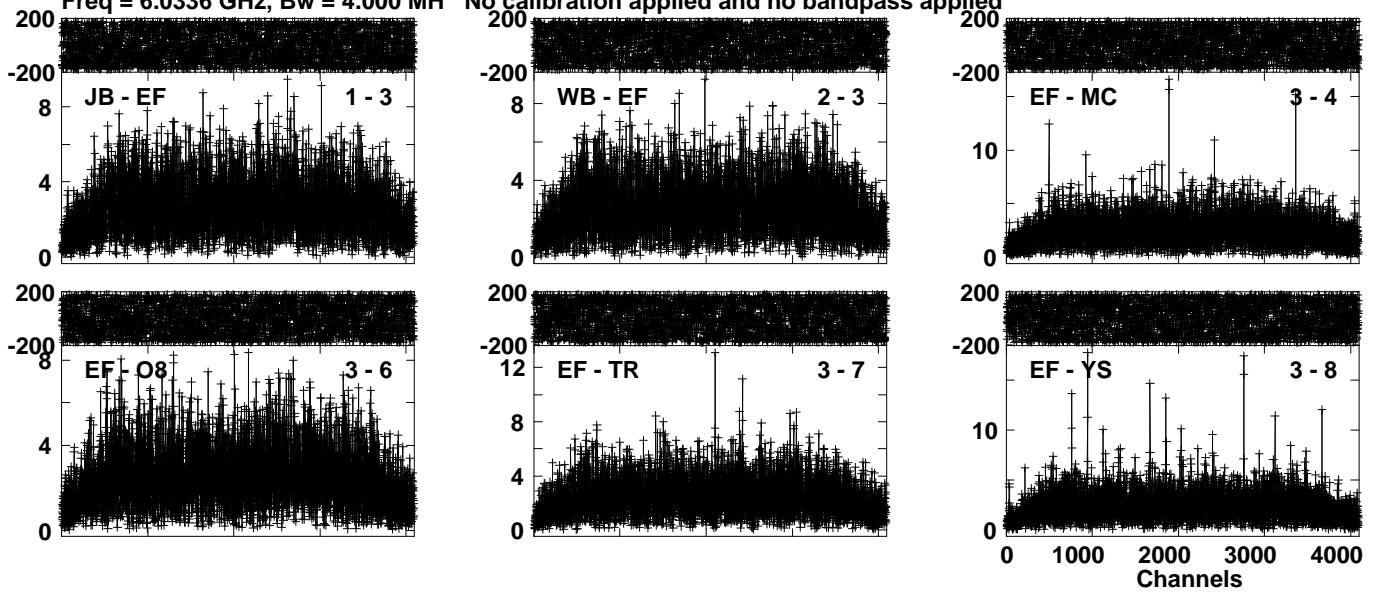 Freq = 6.0336 GHz, Bw = 4.000 MH No calibration applied and no bandpass applied
200 200 200
-200 -200 -200
JB - EF 1 - 3 WB - EF 2 - 3 EF - MC 3 - 4
8 8 10
4 4
0 0 0
200 200 200
-200 -200 -200
EF - O8 3 - 6 EF - TR 3 - 7 EF - YS 3 - 8
8 12
8 10
4 4
0 0 0
0 1000 2000 3000 4000
Channels